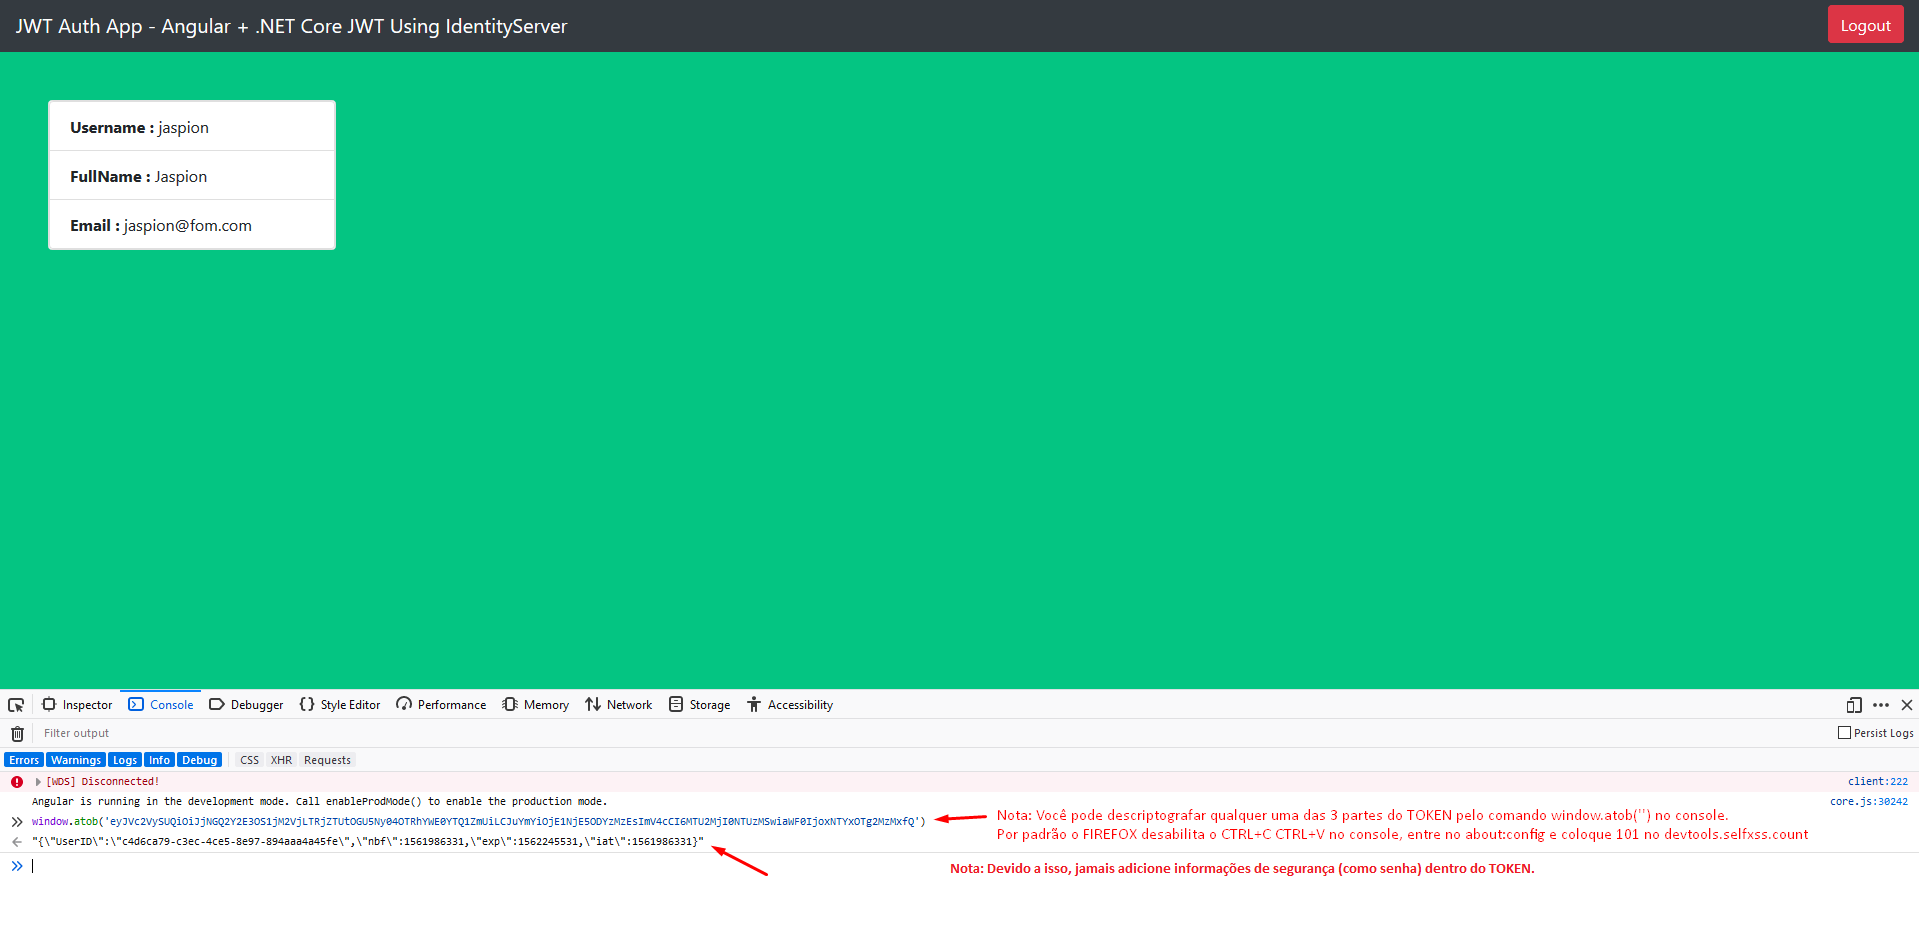 JWT Auth App - Angular + .NET Core JWT Using IdentityServer
Logout
Username : jaspion
FullName : Jaspion
Email : jaspion@fom.com
Inspector Console Debugger Style Editor Performance Memory Network Storage Accessibility
Filter output
Persist Logs
Errors Warnings Logs Info Debug CSS XHR Requests
[WDS] Disconnected! client:222
Angular is running in the development mode. Call enableProdMode() to enable the production mode. core.js:30242
window.atob('eyJVc2VySUQiOiJjNGQ2Y2E3OS1jM2VjLTRjZTUtOGU5Ny04OTRhYWE0YTQ1ZmUiLCJuYmYiOjE1NjE5ODYzMzEsImV4cCI6MTU2MjI0NTUzMSwiaWF0IjoxNTYxOTg2MzMxfQ')
Nota: Você pode descriptografar qualquer uma das 3 partes do TOKEN pelo comando window.atob('') no console.
Por padrão o FIREFOX desabilita o CTRL+C CTRL+V no console, entre no about:config e coloque 101 no devtools.selfxss.count
"{\"UserID\":\"c4d6ca79-c3ec-4ce5-8e97-894aaa4a45fe\",\"nbf\":1561986331,\"exp\":1562245531,\"iat\":1561986331}"
Nota: Devido a isso, jamais adicione informações de segurança (como senha) dentro do TOKEN.